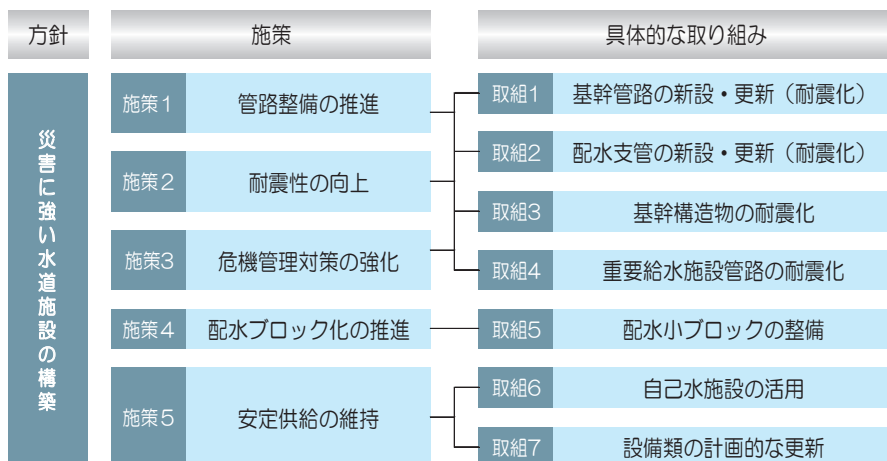 方針
施策
具体的な取り組み
災害に強い水道施設の構築
施策1 管路整備の推進
施策2 耐震性の向上
施策3 危機管理対策の強化
施策4 配水ブロック化の推進
施策5 安定供給の維持
取組1 基幹管路の新設・更新（耐震化）
取組2 配水支管の新設・更新（耐震化）
取組3 基幹構造物の耐震化
取組4 重要給水施設管路の耐震化
取組5 配水小ブロックの整備
取組6 自己水施設の活用
取組7 設備類の計画的な更新